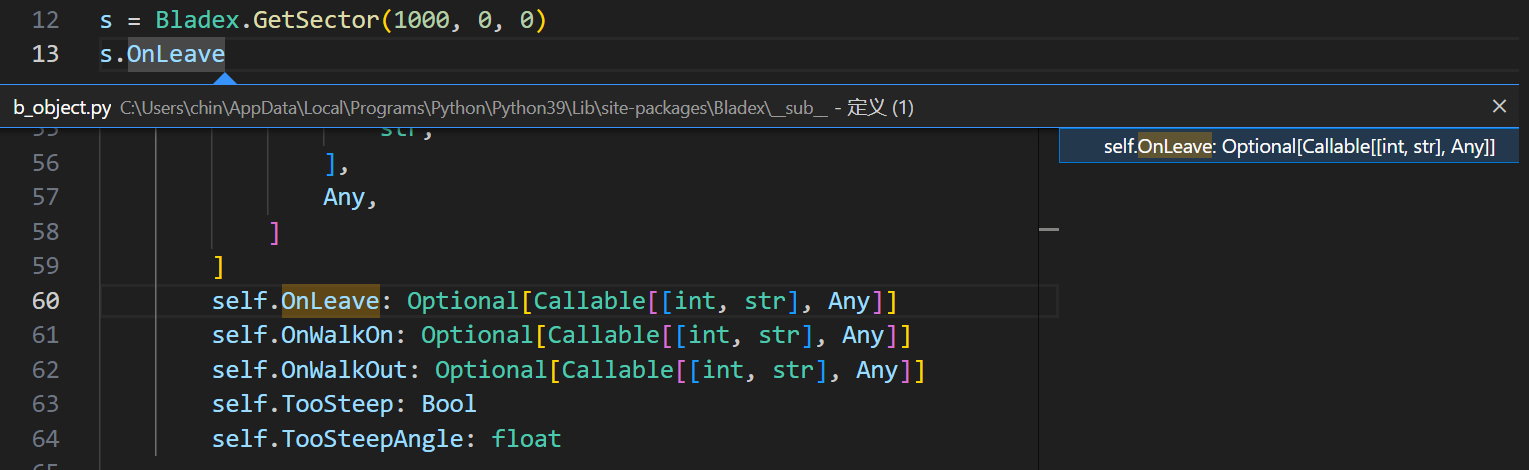 12 s = Bladex.GetSector(1000, 0, 0)
13 s.OnLeave
b_object.py C:\Users\chin\AppData\Local\Programs\Python\Python39\Lib\site-packages\Bladex\__sub__ - 定义 (1)
55 str,
56 ],
57 Any,
58 ]
59 ]
60 self.OnLeave: Optional[Callable[[int, str], Any]]
61 self.OnWalkOn: Optional[Callable[[int, str], Any]]
62 self.OnWalkOut: Optional[Callable[[int, str], Any]]
63 self.TooSteep: Bool
64 self.TooSteepAngle: float
self.OnLeave: Optional[Callable[[int, str], Any]]